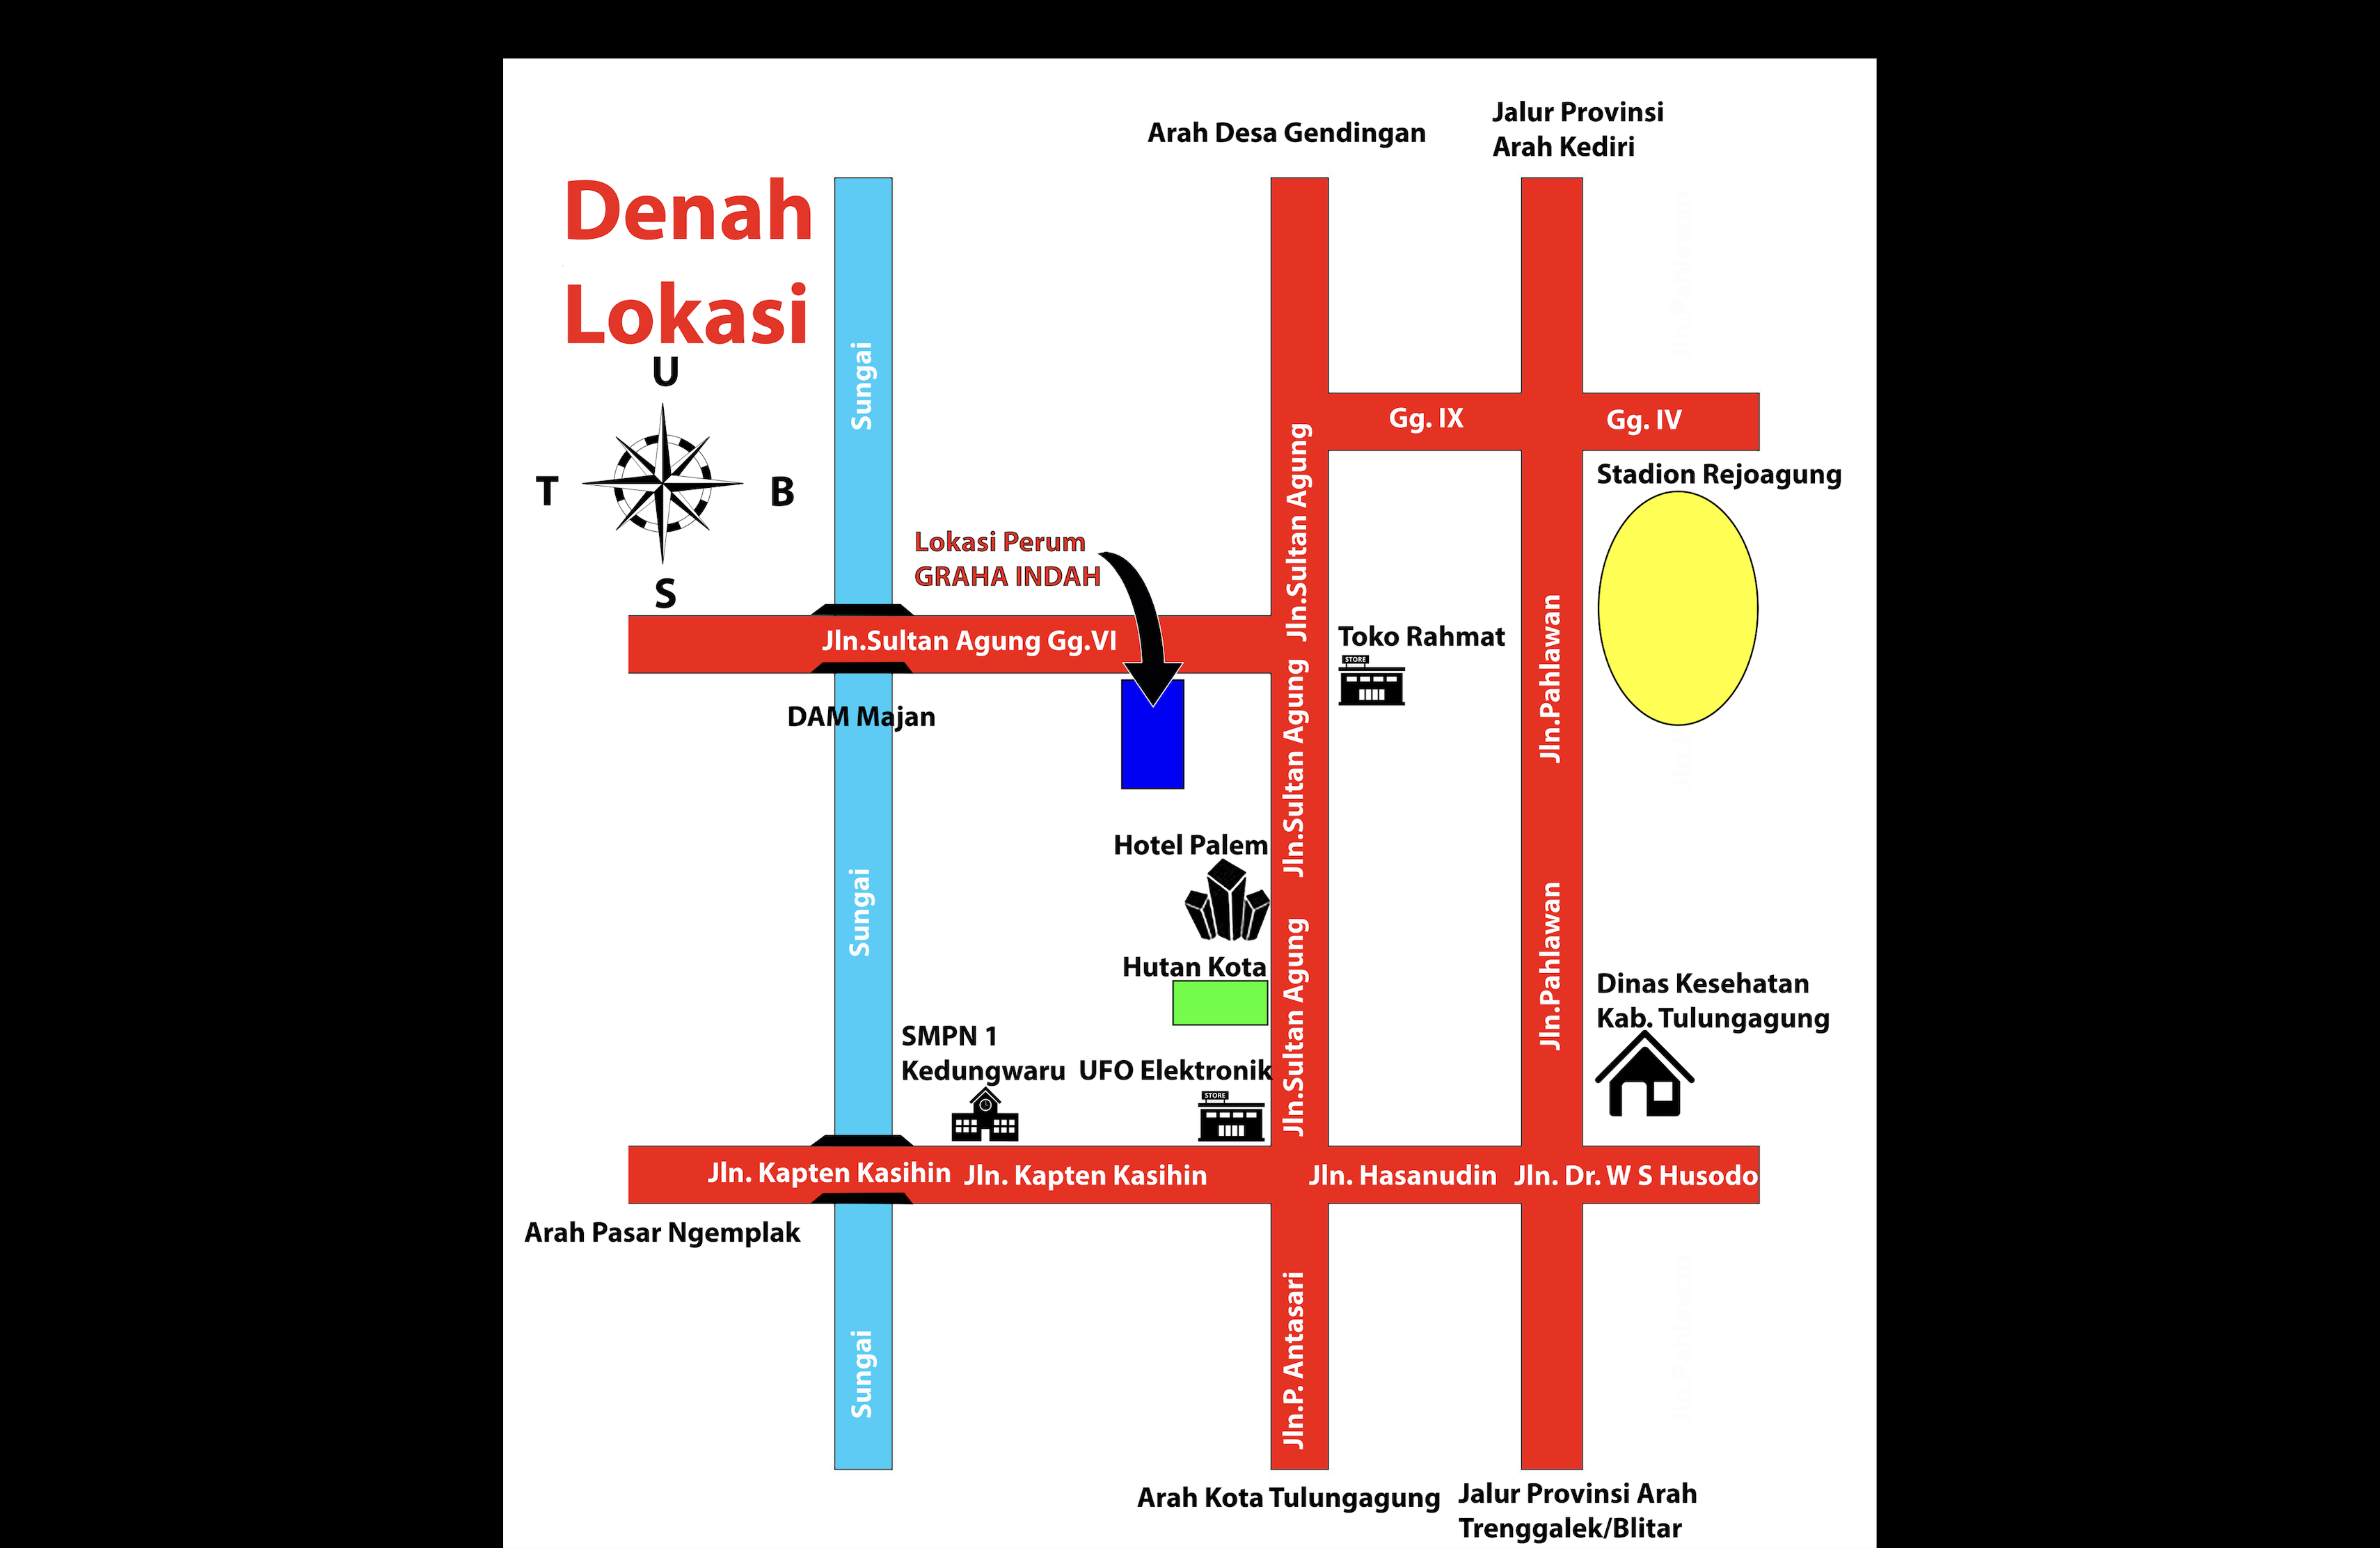 Arah Desa Gendingan
Jalur Provinsi
Arah Kediri
Denah
Lokasi
U
T
B
S
Sungai
Gg. IX
Gg. IV
Stadion Rejoagung
Jln.Sultan Agung
Lokasi Perum
GRAHA INDAH
Jln.Sultan Agung Gg.VI
Toko Rahmat
STORE
Jln.Pahlawan
DAM Majan
Jln.Sultan Agung
Hotel Palem
Sungai
Hutan Kota
Jln.Sultan Agung
Jln.Pahlawan
Dinas Kesehatan
Kab. Tulungagung
SMPN 1
Kedungwaru
UFO Elektronik
STORE
Jln. Kapten Kasihin
Jln. Kapten Kasihin
Jln. Hasanudin
Jln. Dr. W S Husodo
Arah Pasar Ngemplak
Sungai
Jln.P. Antasari
Arah Kota Tulungagung
Jalur Provinsi Arah
Trenggalek/Blitar